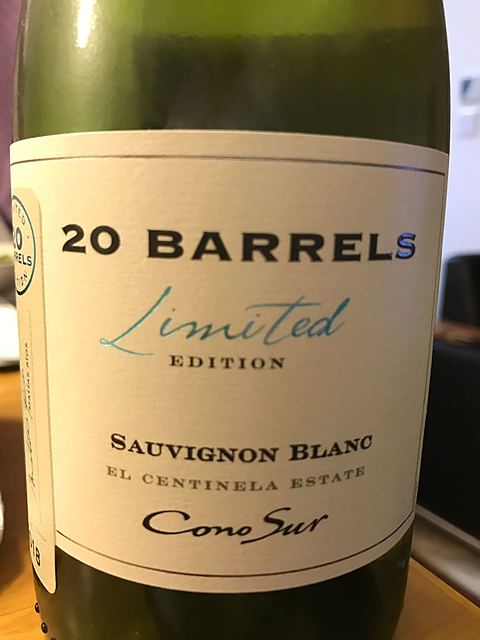 20 BARRELS
Limited
EDITION
SAUVIGNON BLANC
EL CENTINELA ESTATE
Cono Sur